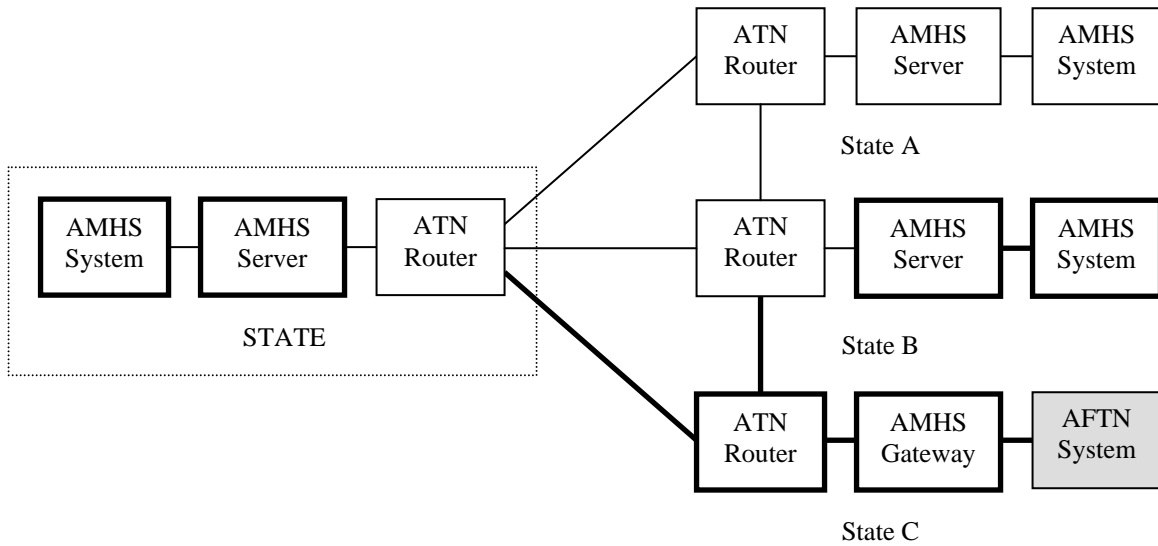 ATN
Router
AMHS
Server
AMHS
System
State A
AMHS
System
AMHS
Server
ATN
Router
STATE
ATN
Router
AMHS
Server
AMHS
System
State B
ATN
Router
AMHS
Gateway
AFTN
System
State C